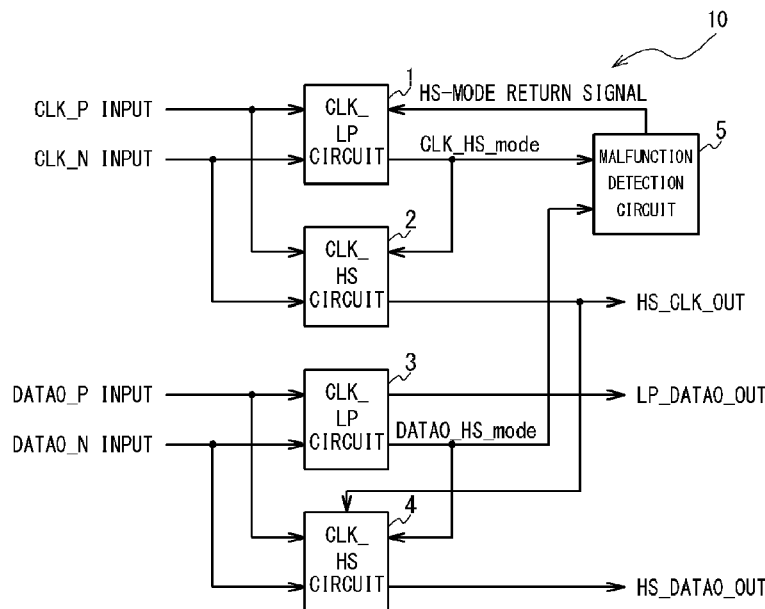 10
1
HS-MODE RETURN SIGNAL
CLK_P INPUT
CLK_
LP
CIRCUIT
CLK_N INPUT
CLK_HS_mode
5
MALFUNCTION
DETECTION
CIRCUIT
2
CLK_
HS
CIRCUIT
HS_CLK_OUT
3
DATA0_P INPUT
CLK_
LP
CIRCUIT
LP_DATA0_OUT
DATA0_N INPUT
DATA0_HS_mode
4
CLK_
HS
CIRCUIT
HS_DATA0_OUT